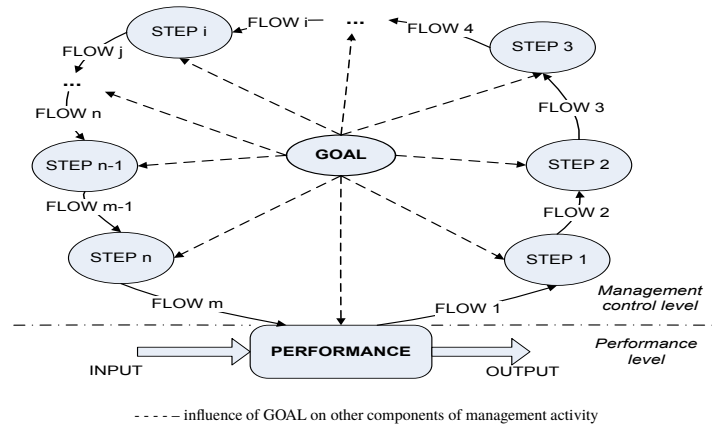 STEP i
FLOW i
...
FLOW 4
STEP 3
FLOW j
...
FLOW n
FLOW 3
GOAL
STEP n-1
STEP 2
FLOW m-1
FLOW 2
STEP n
STEP 1
Management
control level
FLOW m
FLOW 1
PERFORMANCE
Performance
level
INPUT
OUTPUT
- - - - – influence of GOAL on other components of management activity